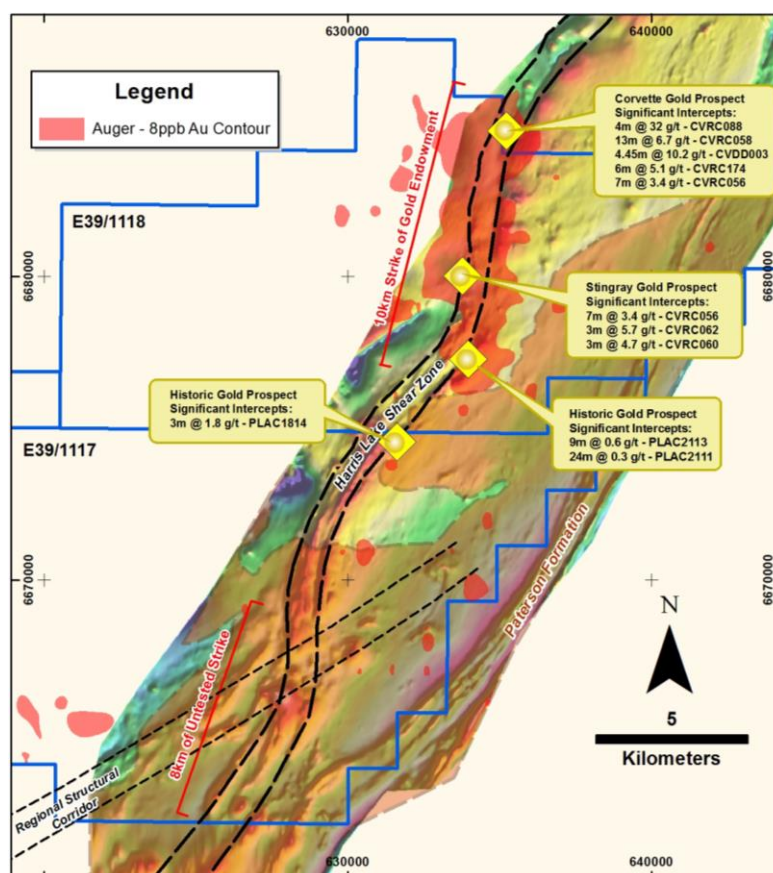 630000
640000
Legend
Auger - 8ppb Au Contour
Corvette Gold Prospect
Significant Intercepts:
4m @ 32 g/t - CVRC088
13m @ 6.7 g/t - CVRC058
4.45m @ 10.2 g/t - CVDD003
6m @ 5.1 g/t - CVRC174
7m @ 3.4 g/t - CVRC056
E39/1118
10km Strike of Gold Endowment
6680000
6680000
Stingray Gold Prospect
Significant Intercepts:
7m @ 3.4 g/t - CVRC056
3m @ 5.7 g/t - CVRC062
3m @ 4.7 g/t - CVRC060
Harris Lake Shear Zone
Historic Gold Prospect
Significant Intercepts:
3m @ 1.8 g/t - PLAC1814
Historic Gold Prospect
Significant Intercepts:
9m @ 0.6 g/t - PLAC2113
24m @ 0.3 g/t - PLAC2111
E39/1117
Paterson Formation
6670000
6670000
N
8km of Untested Strike
5
Kilometers
Regional Structural
Corridor
630000
640000